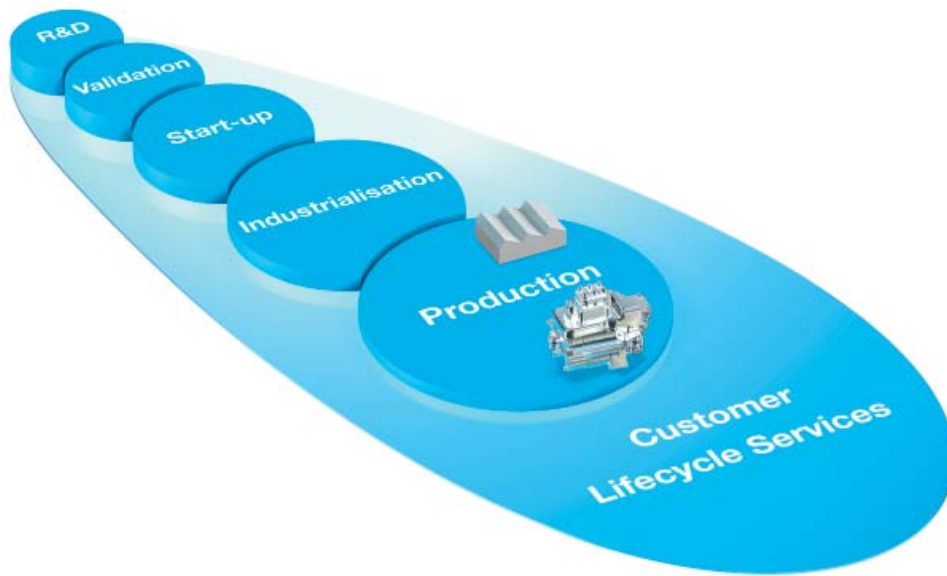 R&D
Validation
Start-up
Industrialisation
Production
Customer
Lifecycle Services